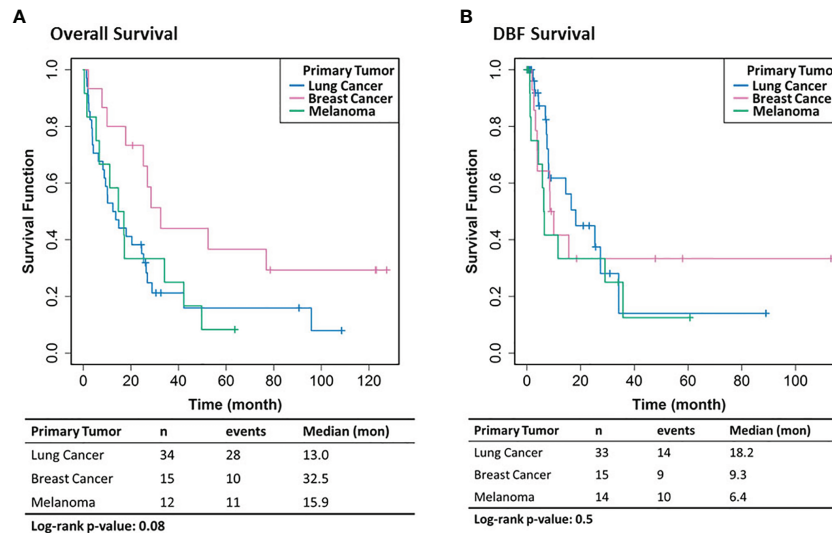 A
Overall Survival
Primary Tumor
Lung Cancer
Breast Cancer
Melanoma
1.0
0.8
0.6
0.4
0.2
0.0
Survival Function
0 20 40 60 80 100 120
Time (month)
Primary Tumor n events Median (mon)
Lung Cancer 34 28 13.0
Breast Cancer 15 10 32.5
Melanoma 12 11 15.9
Log-rank p-value: 0.08
B
DBF Survival
Primary Tumor
Lung Cancer
Breast Cancer
Melanoma
1.0
0.8
0.6
0.4
0.2
0.0
Survival Function
0 20 40 60 80 100
Time (month)
Primary Tumor n events Median (mon)
Lung Cancer 33 14 18.2
Breast Cancer 15 9 9.3
Melanoma 14 10 6.4
Log-rank p-value: 0.5